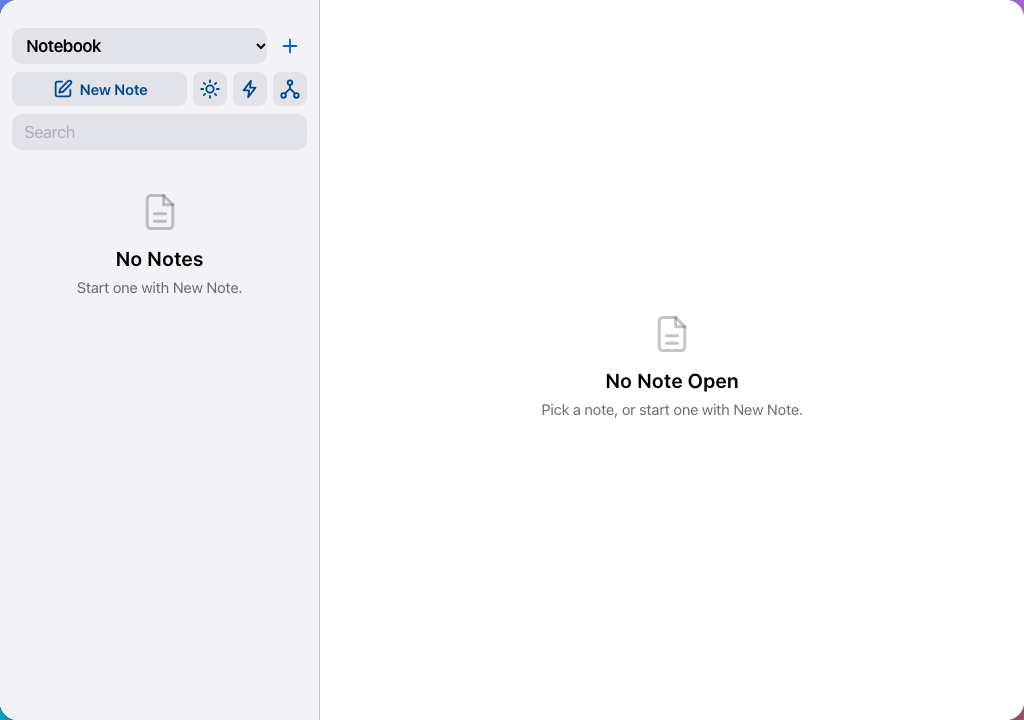 Notebook
New Note
Search
No Notes
Start one with New Note.
No Note Open
Pick a note, or start one with New Note.